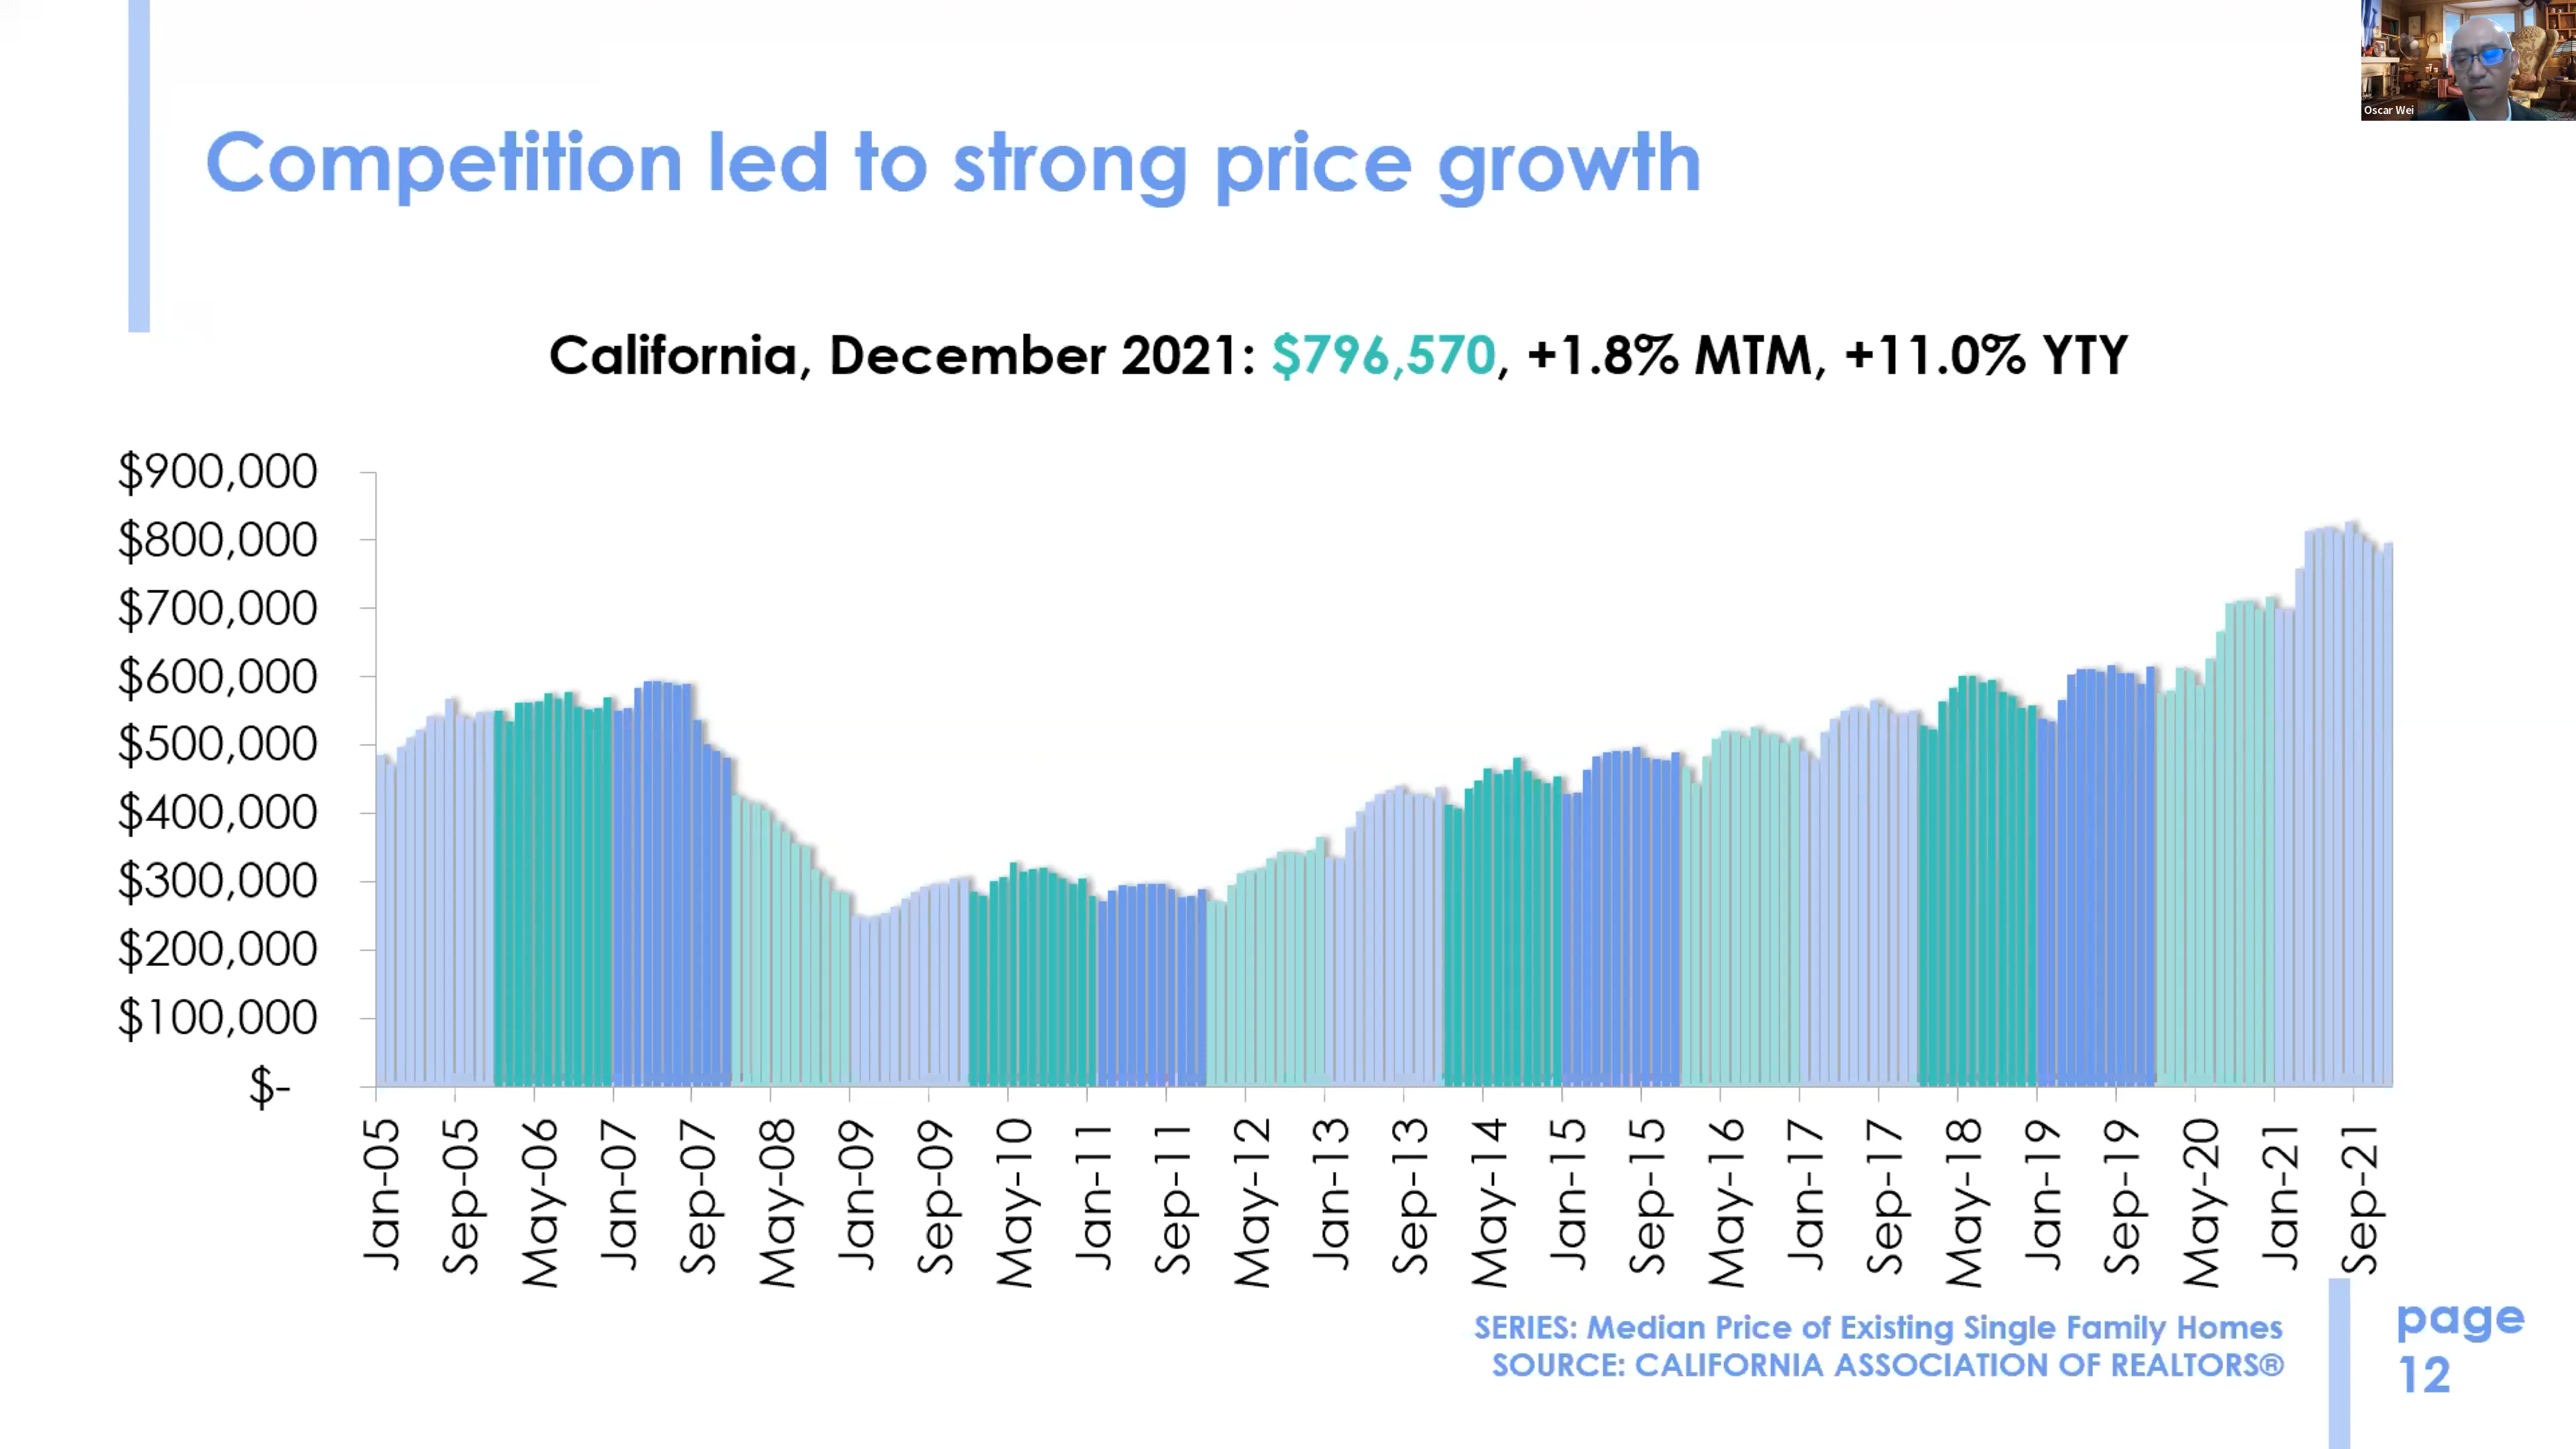 Oscar Wei
Competition led to strong price growth
California, December 2021: $796,570, +1.8% MTM, +11.0% YTY
$900,000
$800,000
$700,000
$600,000
$500,000
$400,000
$300,000
$200,000
$100,000
$-
Jan-05
Sep-05
May-06
Jan-07
Sep-07
May-08
Jan-09
Sep-09
May-10
Jan-11
Sep-11
May-12
Jan-13
Sep-13
May-14
Jan-15
Sep-15
May-16
Jan-17
Sep-17
May-18
Jan-19
Sep-19
May-20
Jan-21
Sep-21
SERIES: Median Price of Existing Single Family Homes
SOURCE: CALIFORNIA ASSOCIATION OF REALTORS®
page
12